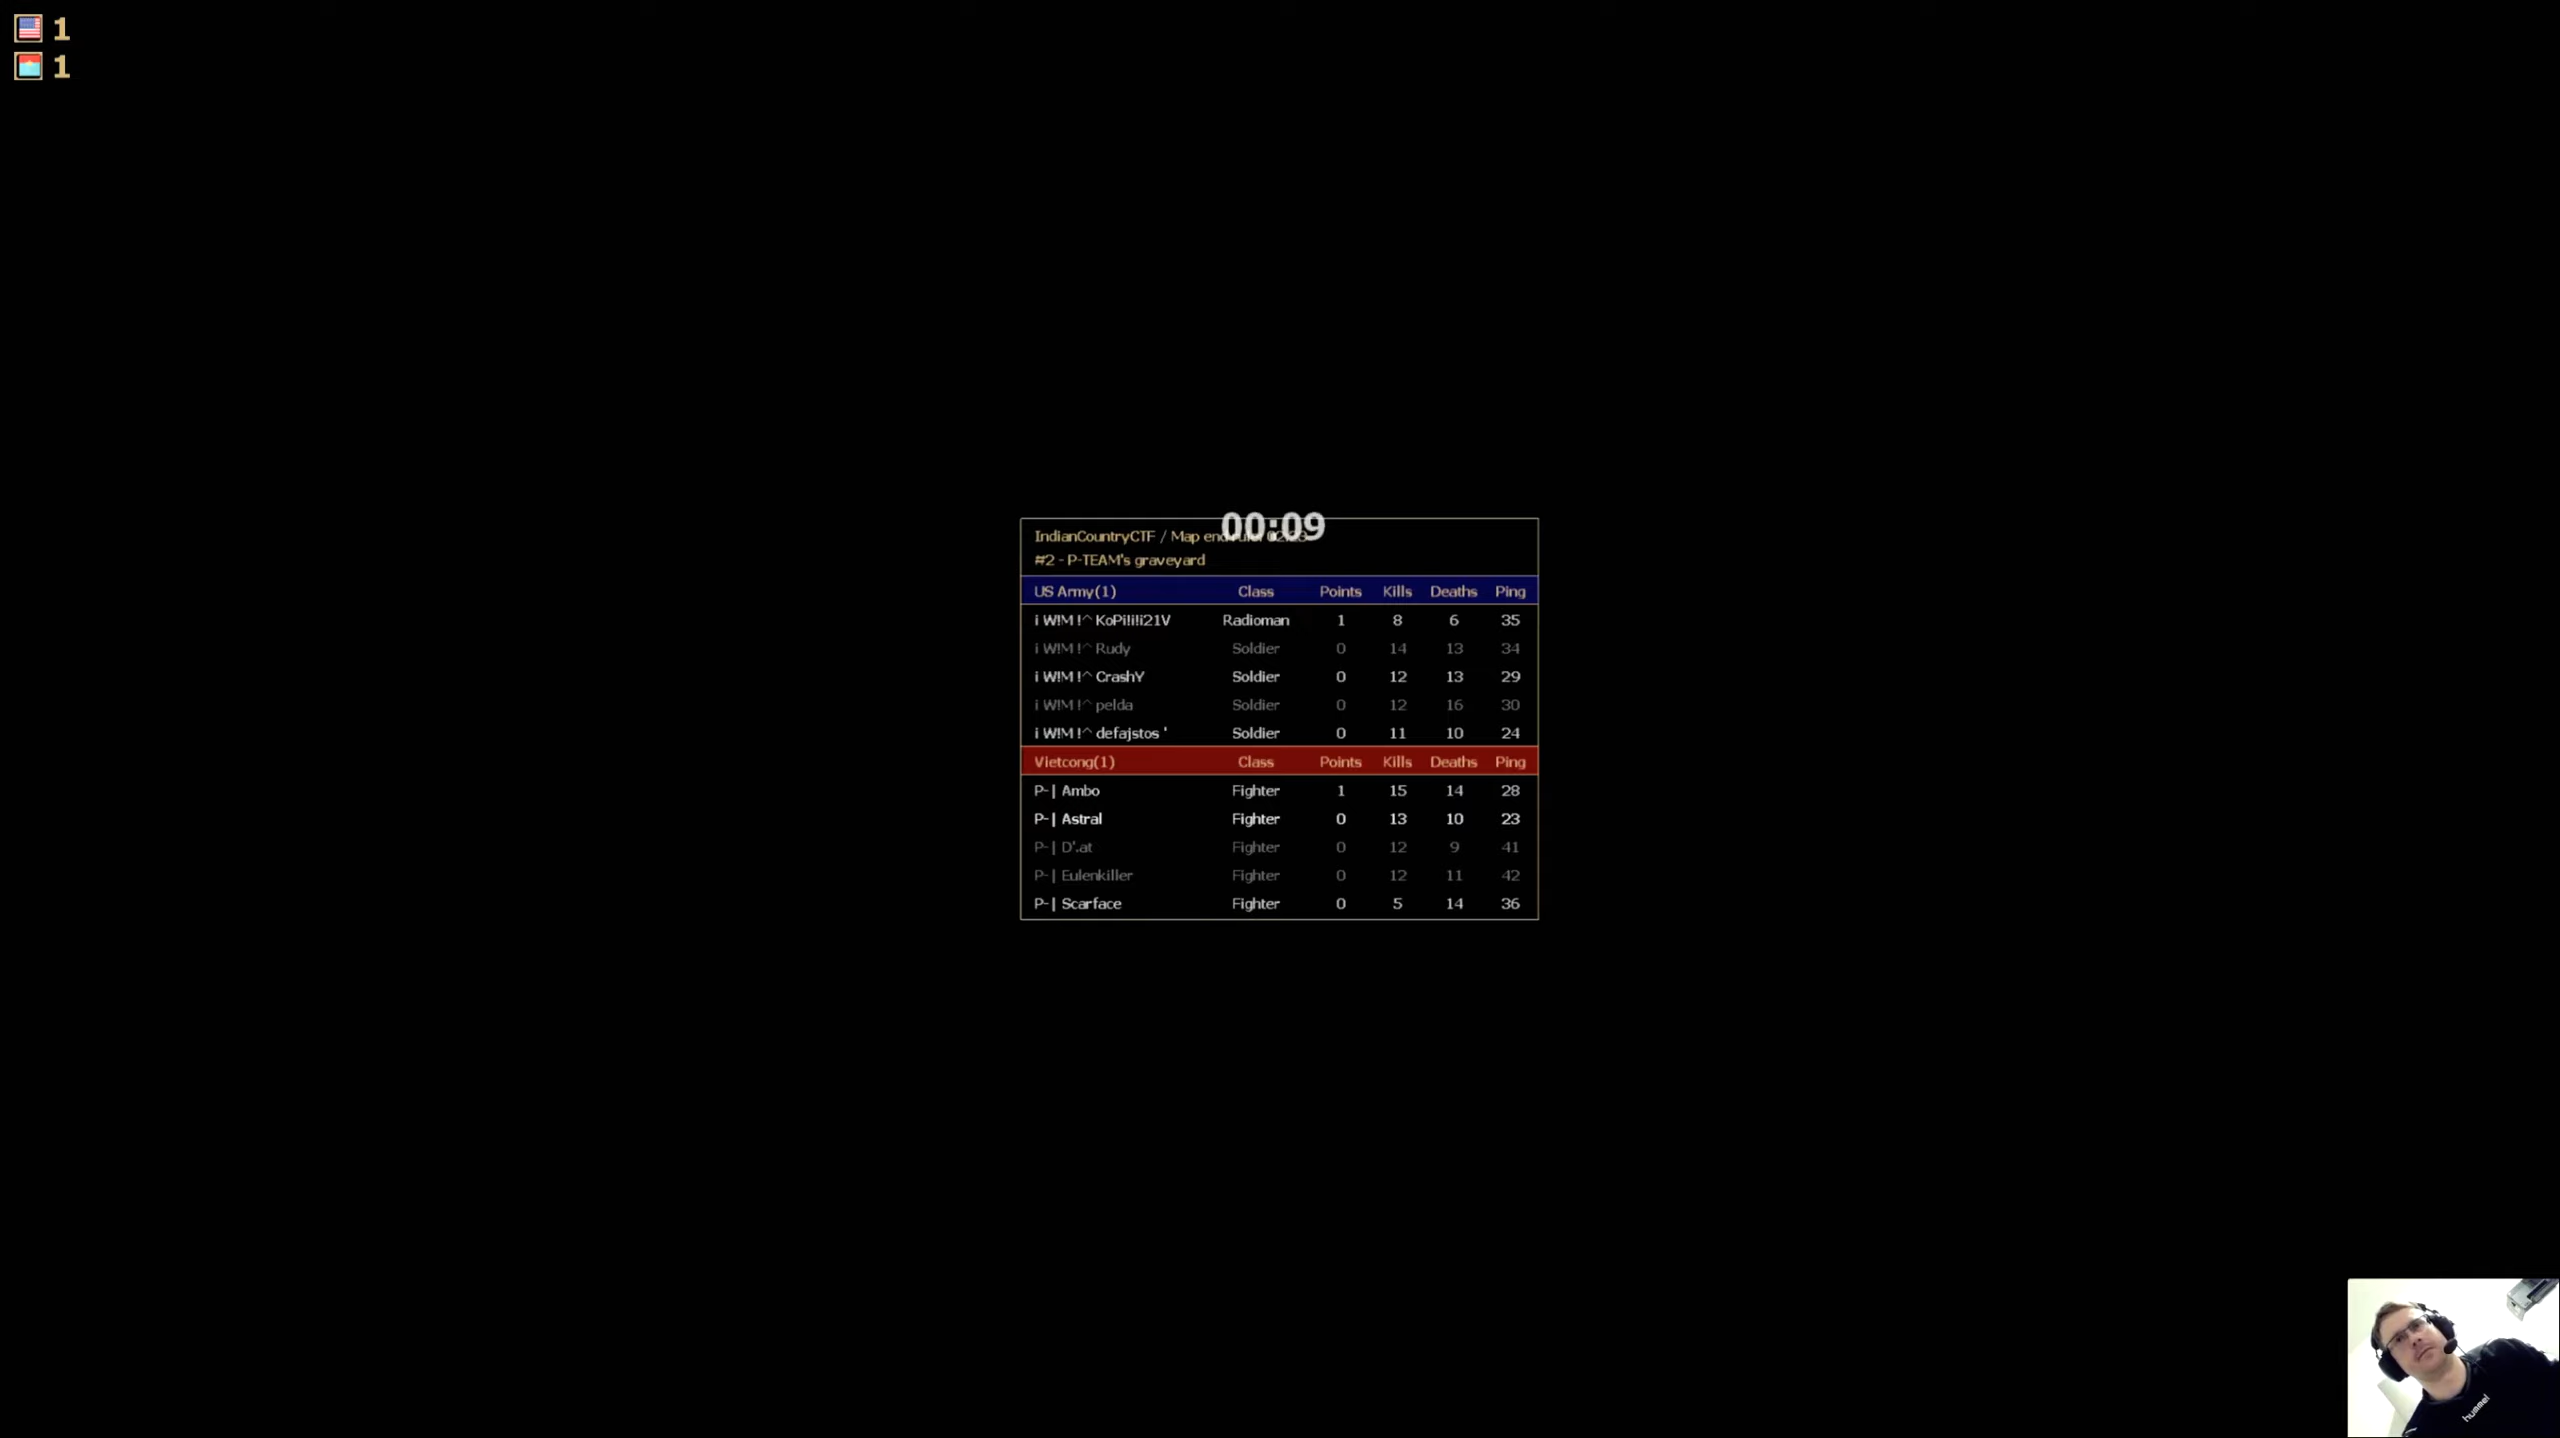 1
1
00:09
IndianCountryCTF / Map end
#2 - P-TEAM's graveyard
US Army(1) Class Points Kills Deaths Ping
i W!M !^ KoPi!i!i21V Radioman 1 8 6 35
i W!M !^ Rudy Soldier 0 14 13 34
i W!M !^ CrashY Soldier 0 12 13 29
i W!M !^ pelda Soldier 0 12 16 30
i W!M !^ defajstos ' Soldier 0 11 10 24
Vietcong(1) Class Points Kills Deaths Ping
P-| Ambo Fighter 1 15 14 28
P-| Astral Fighter 0 13 10 23
P-| D'.at Fighter 0 12 9 41
P-| Eulenkiller Fighter 0 12 11 42
P-| Scarface Fighter 0 5 14 36
hummel